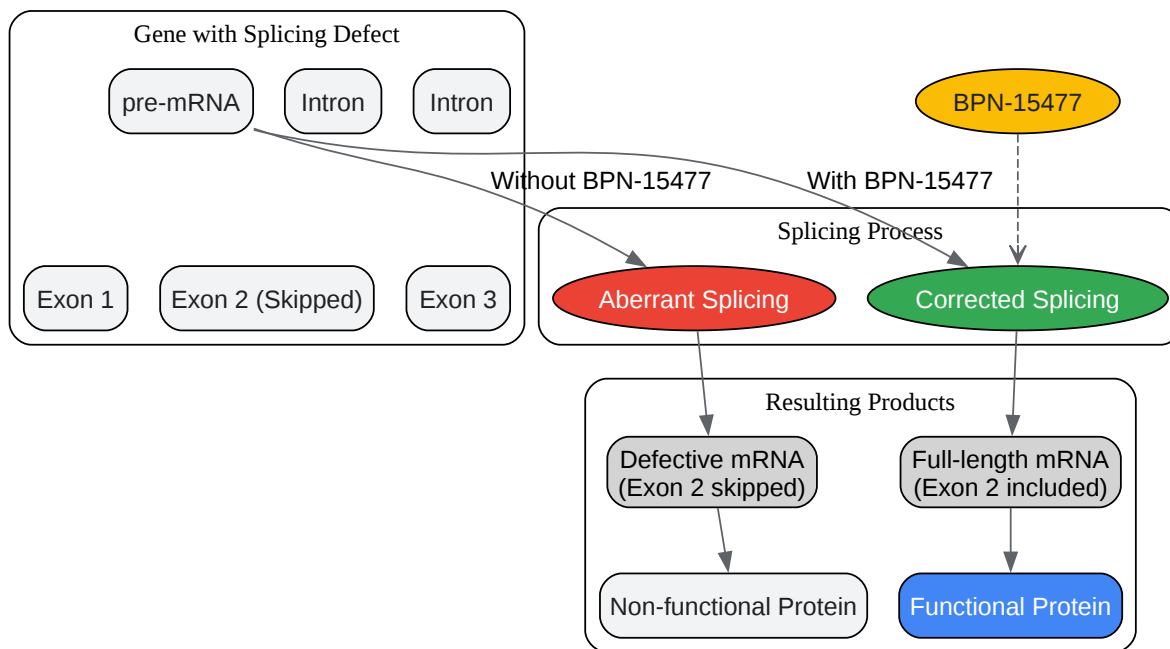 Gene with Splicing Defect
pre-mRNA
Intron
Intron
BPN-15477
Without BPN-15477
With BPN-15477
Splicing Process
Exon 1
Exon 2 (Skipped)
Exon 3
Aberrant Splicing
Corrected Splicing
Resulting Products
Defective mRNA
(Exon 2 skipped)
Full-length mRNA
(Exon 2 included)
Non-functional Protein
Functional Protein